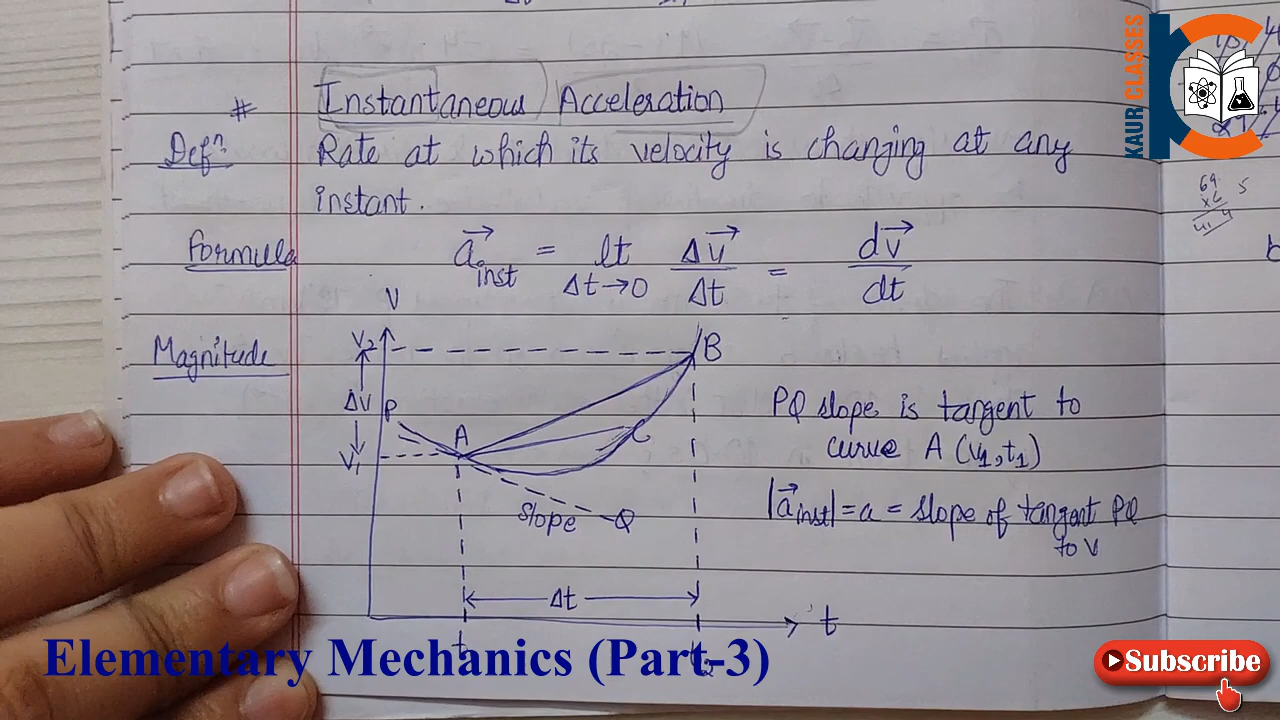 # Instantaneous Acceleration
Defⁿ. Rate at which its velocity is changing at any
instant.
Formula a⃗inst = lt Δt→0 Δv⃗/Δt = dv⃗/dt
Magnitude
V
V2
ΔV
V1
P
A
B
C
slope Q
Δt
t
PQ slope is tangent to
curve A (v1, t1)
|a⃗inst| = a = slope of tangent PQ
to v
KAUR CLASSES
69
5
Elementary Mechanics (Part-3)
Subscribe